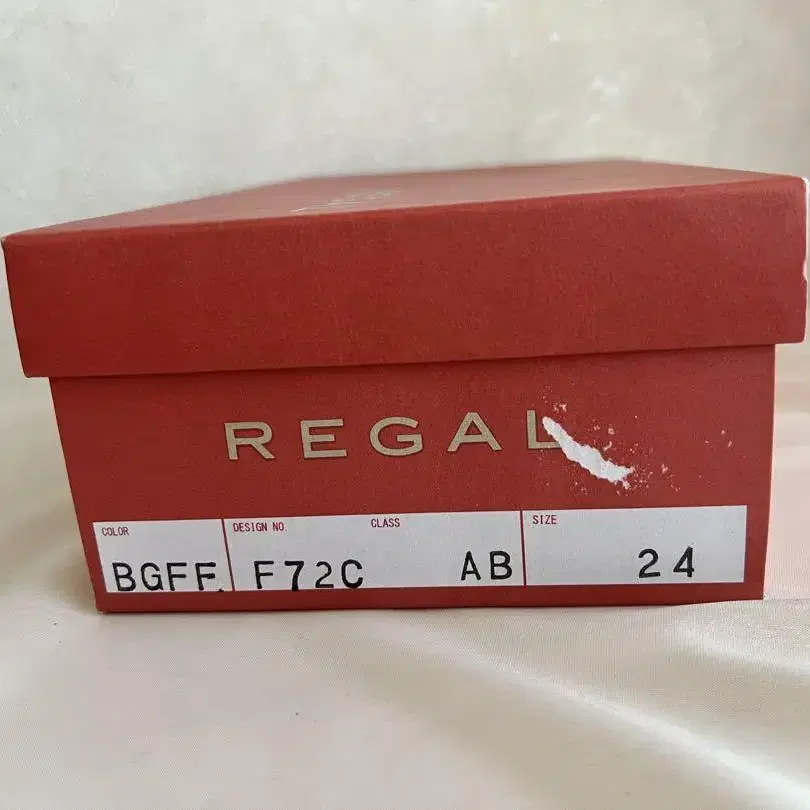 REGAL
COLOR DESIGN NO. CLASS SIZE
BGFF F72C AB 24